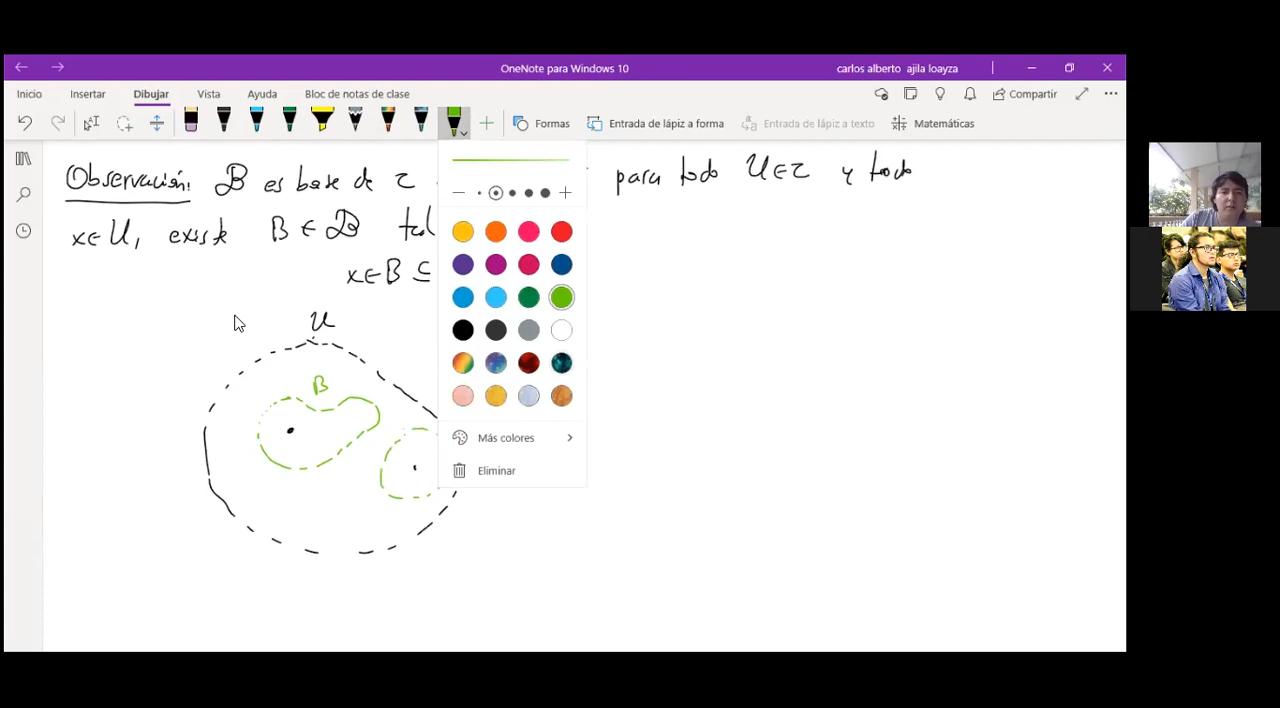 OneNote para Windows 10
carlos alberto ajila loayza
Inicio
Insertar
Dibujar
Vista
Ayuda
Bloc de notas de clase
Compartir
Formas
Entrada de lápiz a forma
Entrada de lápiz a texto
Matemáticas
Observación: ℬ es base de τ para todo U∈τ y todo
x∈U, existe B∈ℬ tal
x∈B⊆
U
B
Más colores
Eliminar